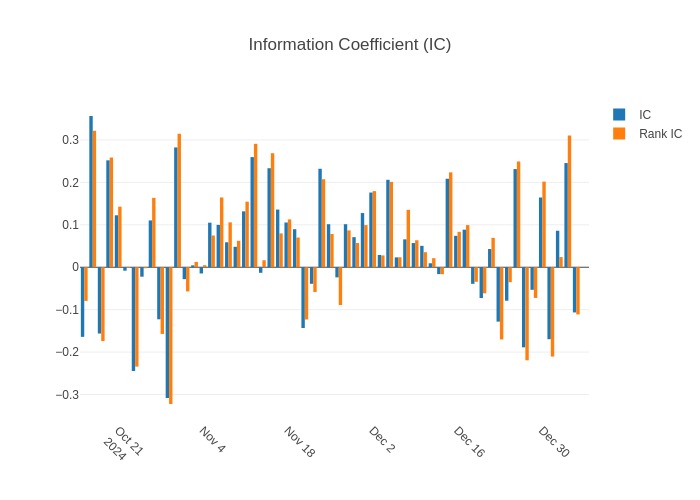 Information Coefficient (IC)
IC
Rank IC
0.3
0.2
0.1
0
−0.1
−0.2
−0.3
Oct 21
2024
Nov 4
Nov 18
Dec 2
Dec 16
Dec 30